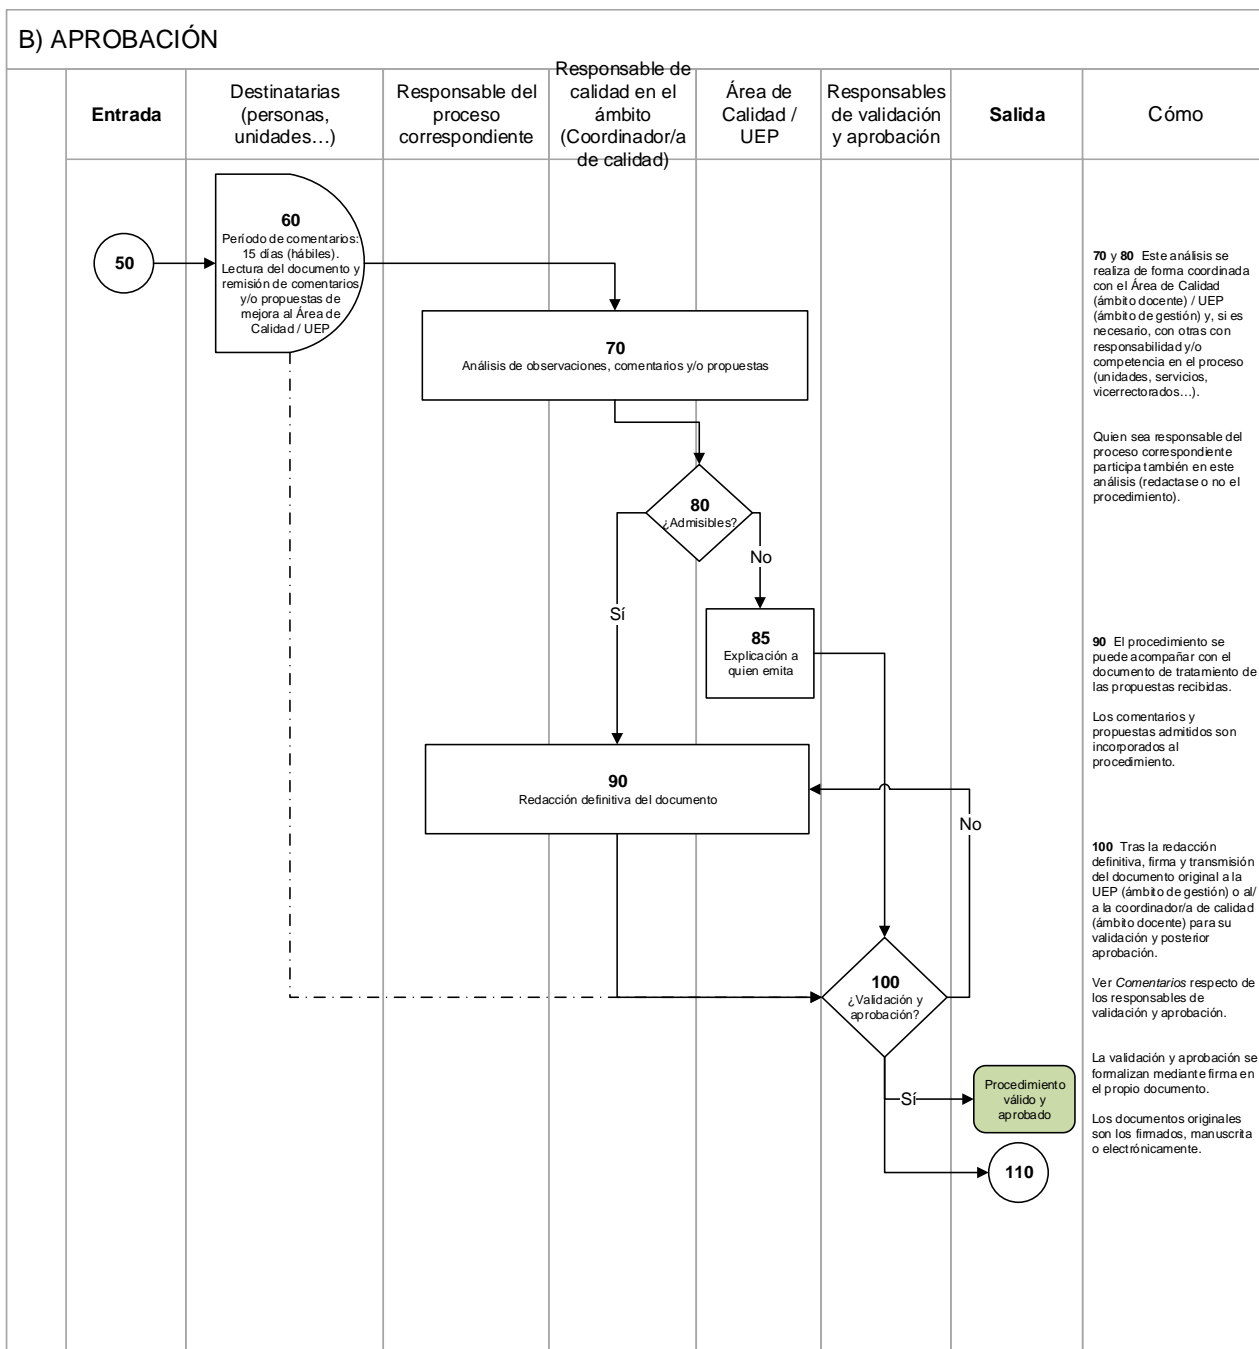 B) APROBACIÓN
Entrada
Destinatarias
(personas,
unidades…)
Responsable del
proceso
correspondiente
Responsable de
calidad en el
ámbito
(Coordinador/a
de calidad)
Área de
Calidad /
UEP
Responsables
de validación
y aprobación
Salida
Cómo
50
60
Período de comentarios:
15 días (hábiles).
Lectura del documento y
remisión de comentarios
y/o propuestas de
mejora al Área de
Calidad / UEP
70
Análisis de observaciones, comentarios y/o propuestas
80
¿Admisibles?
No
Sí
85
Explicación a
quien emita
90
Redacción definitiva del documento
No
100
¿Validación y
aprobación?
Sí
Procedimiento
válido y
aprobado
110
70 y 80 Este análisis se
realiza de forma coordinada
con el Área de Calidad
(ámbito docente) / UEP
(ámbito de gestión) y, si es
necesario, con otras con
responsabilidad y/o
competencia en el proceso
(unidades, servicios,
vicerrectorados…).
Quien sea responsable del
proceso correspondiente
participa también en este
análisis (redactase o no el
procedimiento).
90 El procedimiento se
puede acompañar con el
documento de tratamiento de
las propuestas recibidas.
Los comentarios y
propuestas admitidos son
incorporados al
procedimiento.
100 Tras la redacción
definitiva, firma y transmisión
del documento original a la
UEP (ámbito de gestión) o al/
a la coordinador/a de calidad
(ámbito docente) para su
validación y posterior
aprobación.
Ver Comentarios respecto de
los responsables de
validación y aprobación.
La validación y aprobación se
formalizan mediante firma en
el propio documento.
Los documentos originales
son los firmados, manuscrita
o electrónicamente.